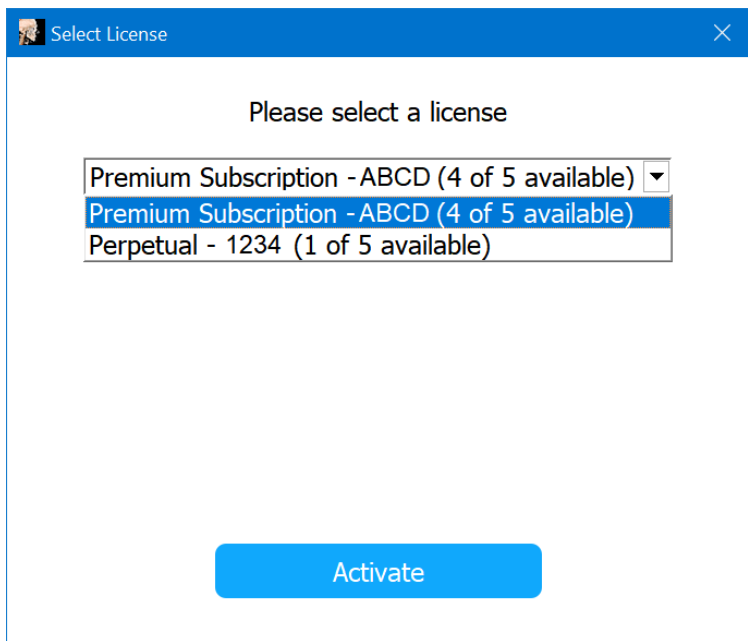 Select License
Please select a license
Premium Subscription - ABCD (4 of 5 available)
Premium Subscription - ABCD (4 of 5 available)
Perpetual - 1234 (1 of 5 available)
Activate